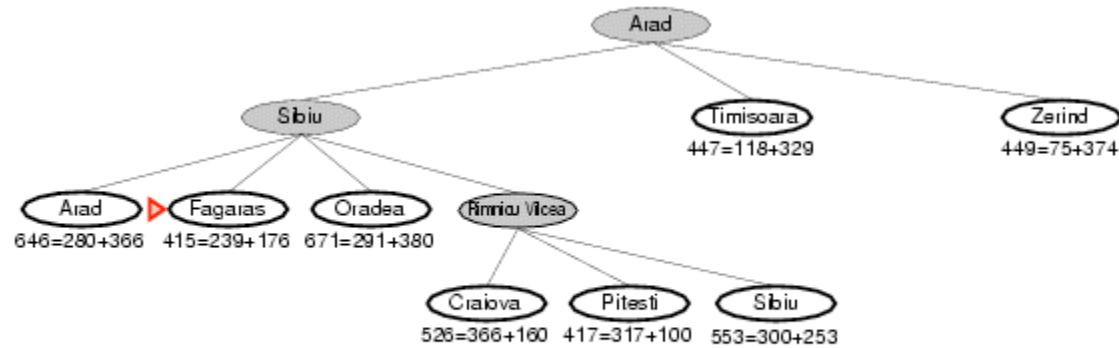 Arad
Sibiu
Timisoara
Zerind
447=118+329
449=75+374
Arad
Fagaras
Oradea
Rimnicu Vilcea
646=280+366
415=239+176
671=291+380
Craiova
Pitesti
Sibiu
526=366+160
417=317+100
553=300+253